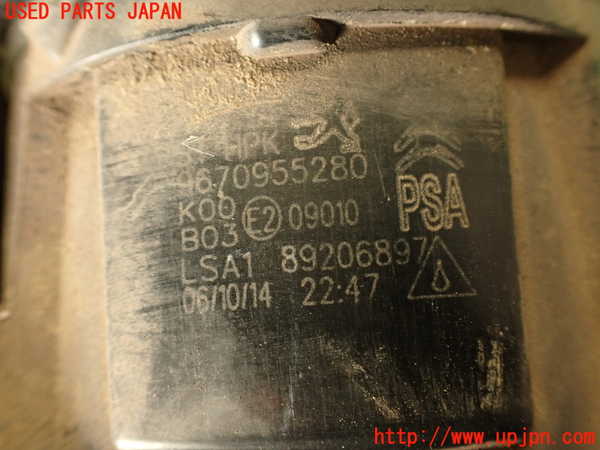 USED PARTS JAPAN
HPK
9670955280
K00 E2 09010
B03
PSA
LSA1 89206897
06/10/14 22:47
http://www.upjpn.com/